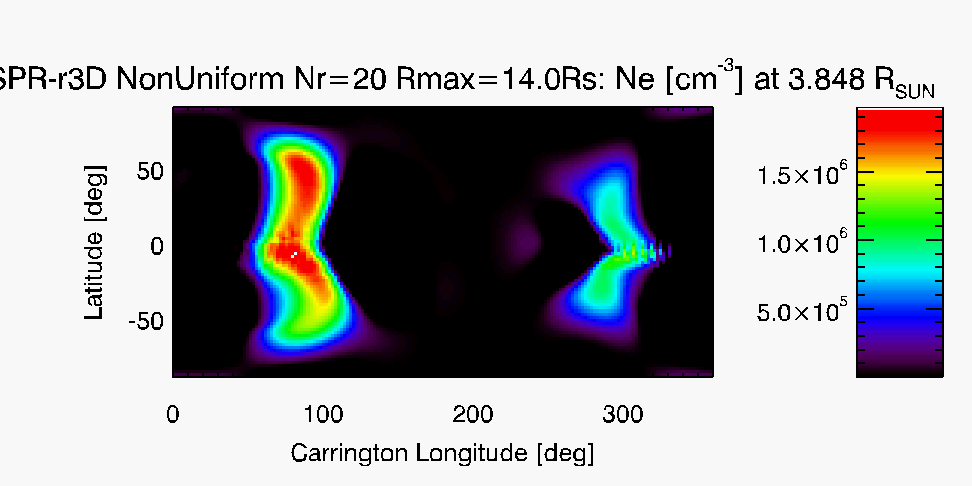 SPR-r3D NonUniform Nr=20 Rmax=14.0Rs: Ne [cm⁻³] at 3.848 R_SUN
Latitude [deg]
50
0
-50
0 100 200 300
Carrington Longitude [deg]
1.5×10⁶
1.0×10⁶
5.0×10⁵